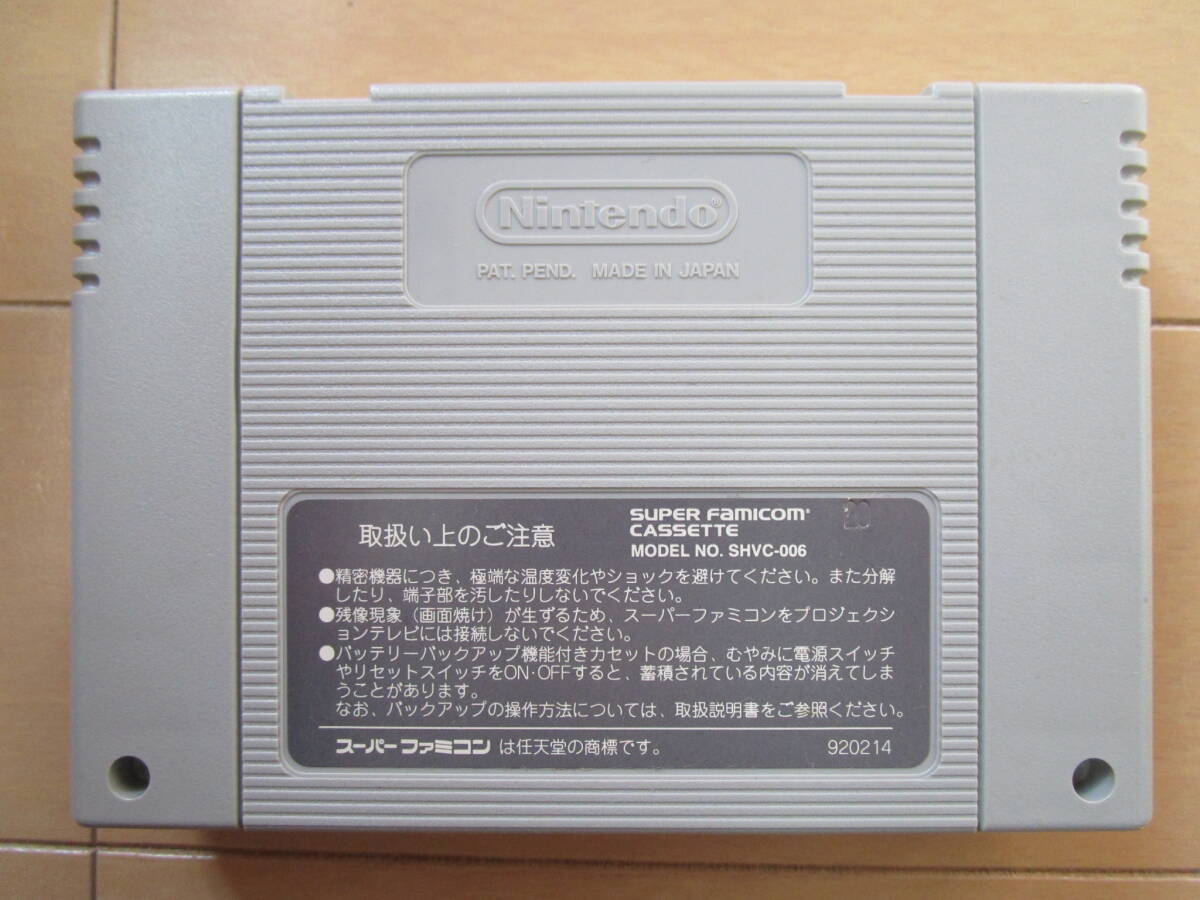 Nintendo®
PAT. PEND. MADE IN JAPAN
取扱い上のご注意
SUPER FAMICOM®
CASSETTE
MODEL NO. SHVC-006
20
●精密機器につき、極端な温度変化やショックを避けてください。また分解
したり、端子部を汚したりしないでください。
●残像現象（画面焼け）が生ずるため、スーパーファミコンをプロジェクシ
ョンテレビには接続しないでください。
●バッテリーバックアップ機能付きカセットの場合、むやみに電源スイッチ
やリセットスイッチをON·OFFすると、蓄積されている内容が消えてしま
うことがあります。
なお、バックアップの操作方法については、取扱説明書をご参照ください。
スーパーファミコン は任天堂の商標です。 920214